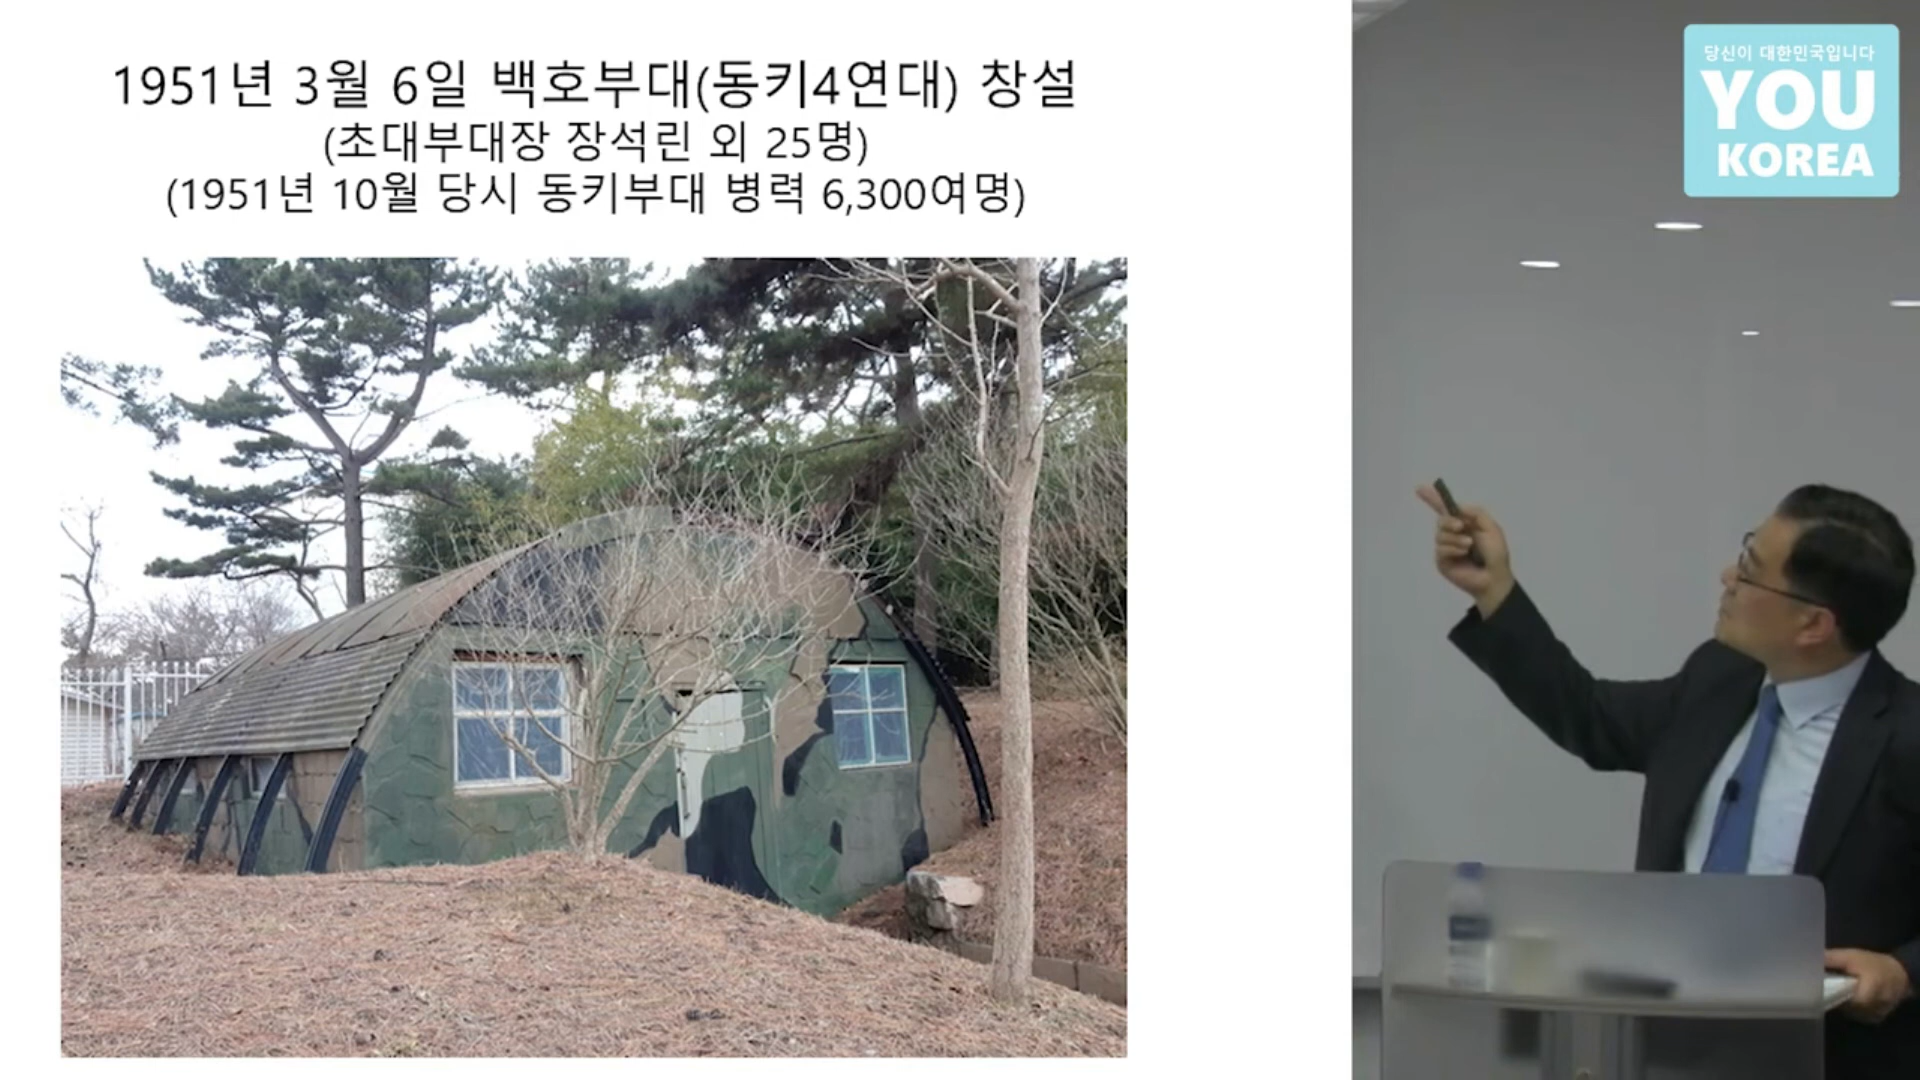 1951년 3월 6일 백호부대(동키4연대) 창설
(초대부대장 장석린 외 25명)
(1951년 10월 당시 동키부대 병력 6,300여명)
당신이 대한민국입니다
YOU
KOREA